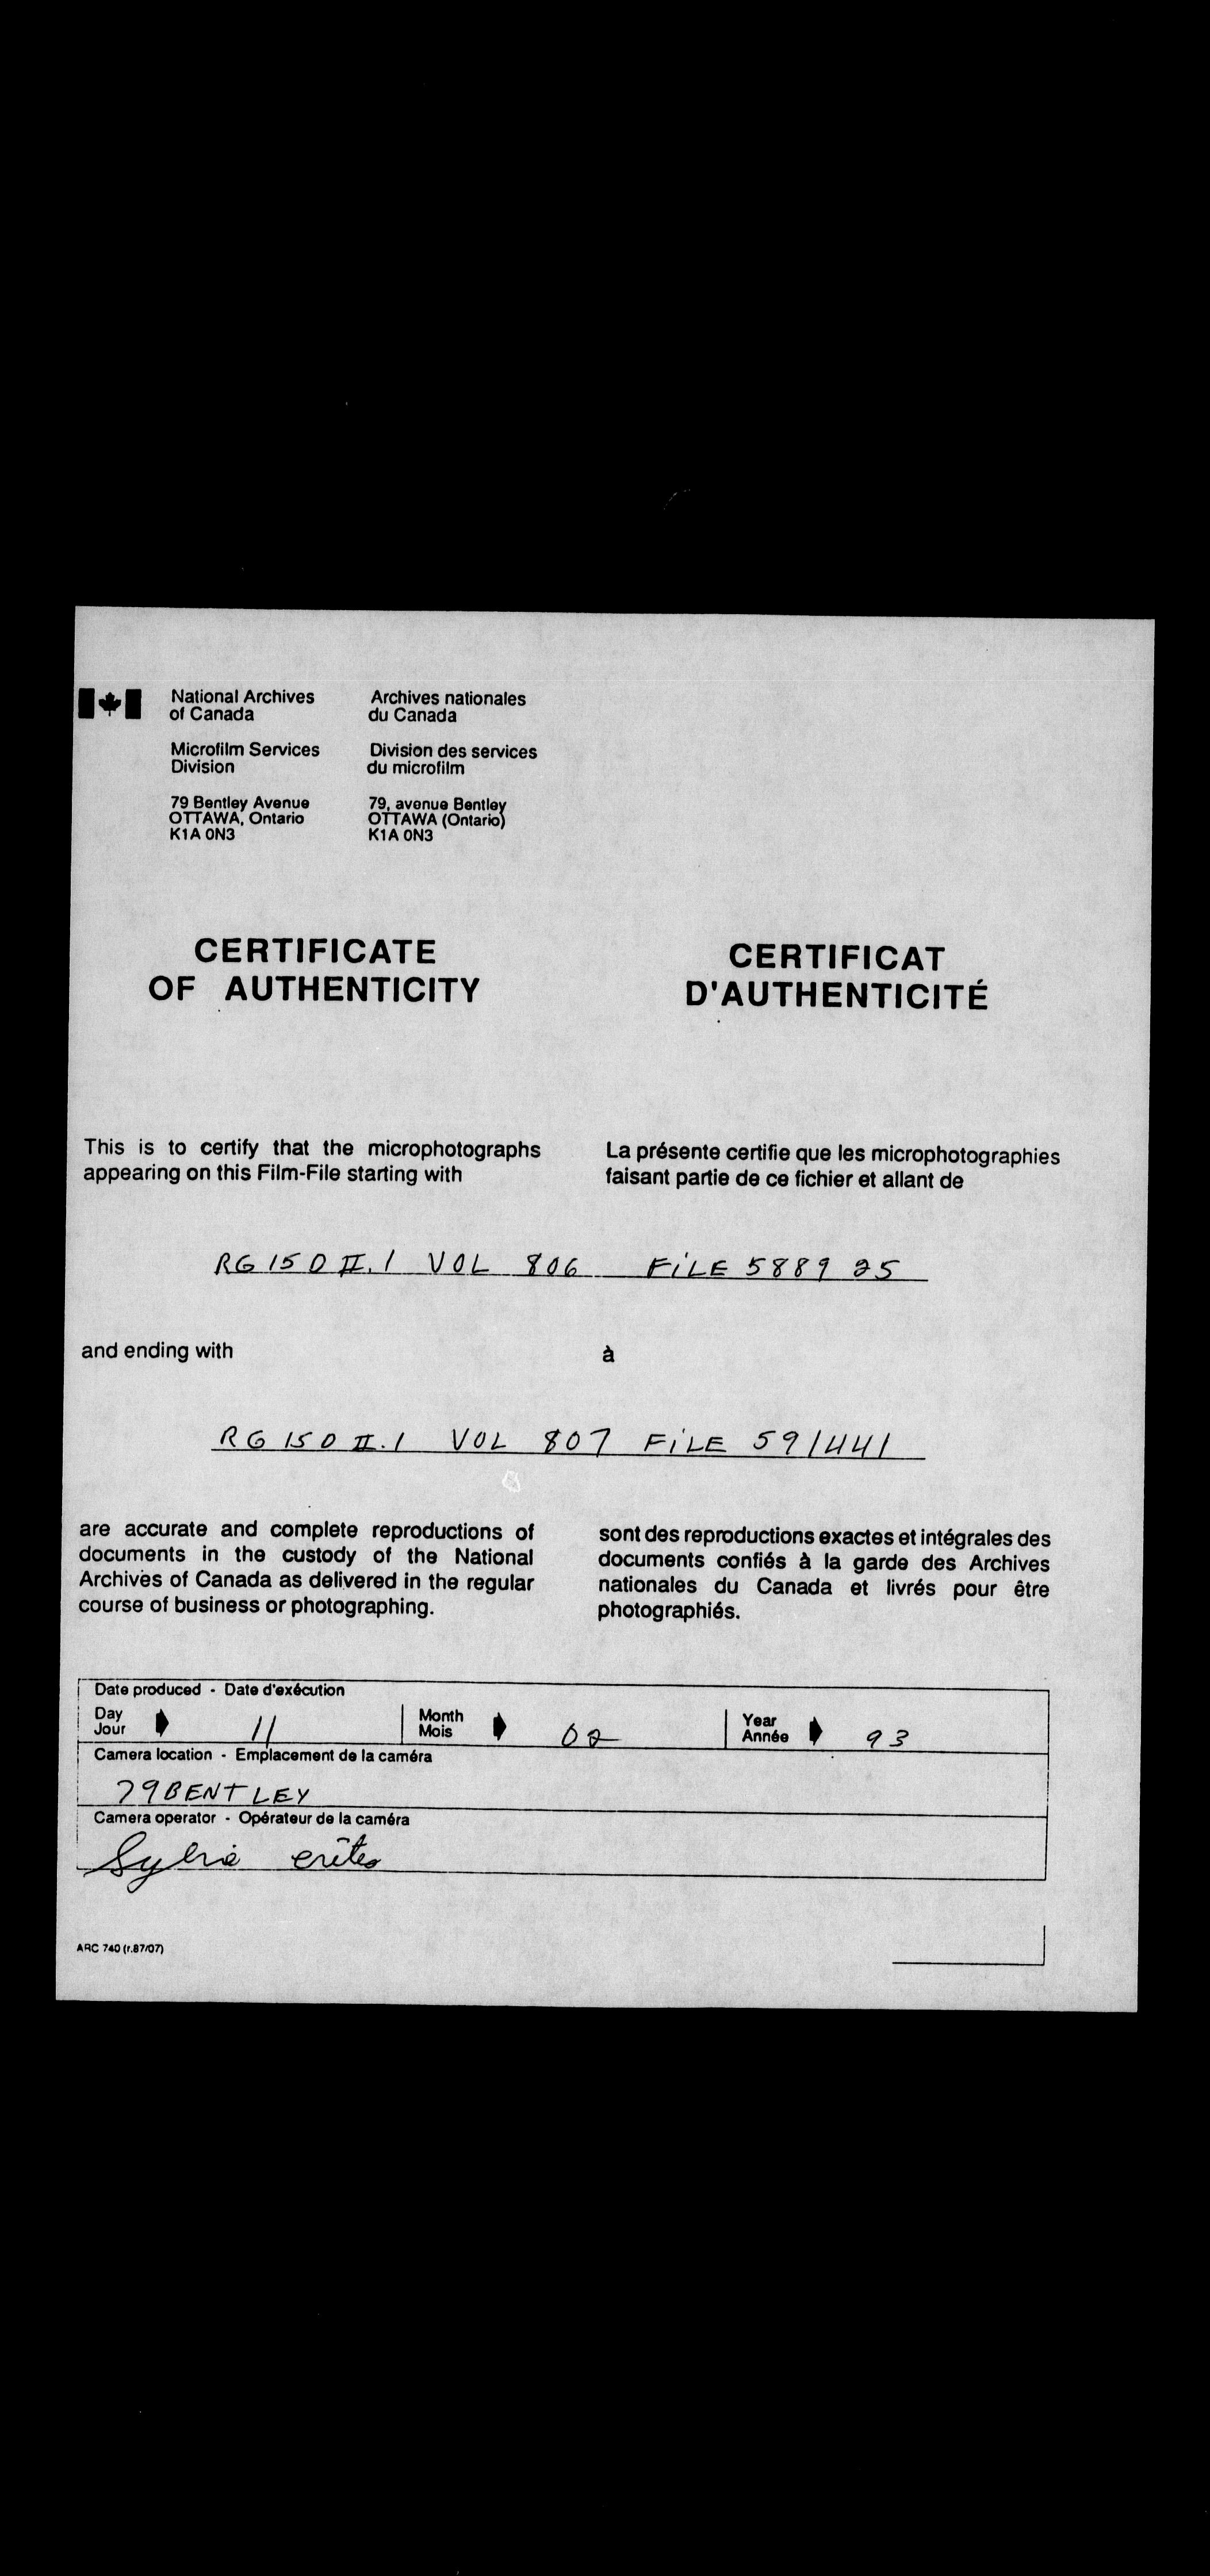 National Archives
of Canada
Archives nationales
du Canada
Microfilm Services
Division
Division des services
du microfilm
79 Bentley Avenue
OTTAWA, Ontario
K1A 0N3
79, avenue Bentley
OTTAWA (Ontario)
K1A 0N3
CERTIFICATE
OF AUTHENTICITY
CERTIFICAT
D'AUTHENTICITÉ
This is to certify that the microphotographs
appearing on this Film-File starting with
La présente certifie que les microphotographies
faisant partie de ce fichier et allant de
RG 150 II.1 VOL 806 FILE 588925
and ending with
à
RG 150 II.1 VOL 807 FILE 591441
are accurate and complete reproductions of
documents in the custody of the National
Archives of Canada as delivered in the regular
course of business or photographing.
sont des reproductions exactes et intégrales des
documents confiés à la garde des Archives
nationales du Canada et livrés pour être
photographiés.
Date produced - Date d'exécution
Day
Jour
11
Month
Mois
02
Year
Année
93
Camera location - Emplacement de la caméra
79 BENTLEY
Camera operator - Opérateur de la caméra
Sylvie
ARC 740 (r.87/07)